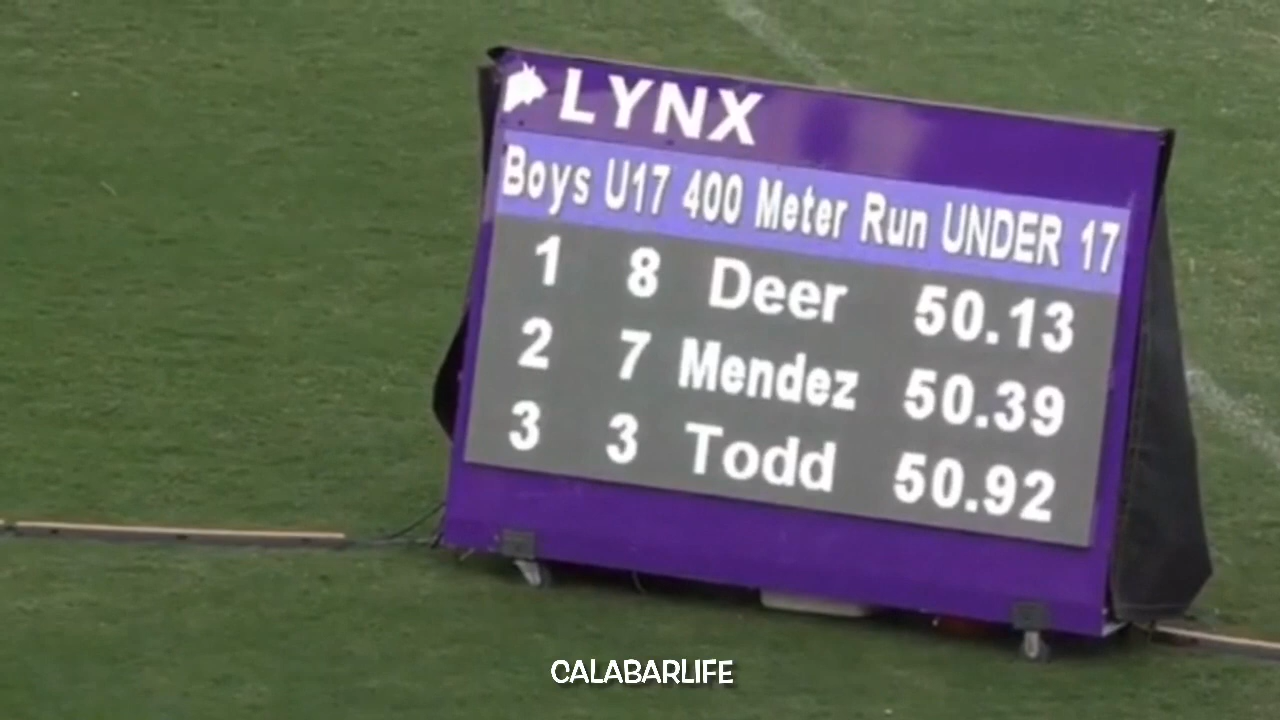 LYNX
Boys U17 400 Meter Run UNDER 17
1 8 Deer 50.13
2 7 Mendez 50.39
3 3 Todd 50.92
CALABARLIFE